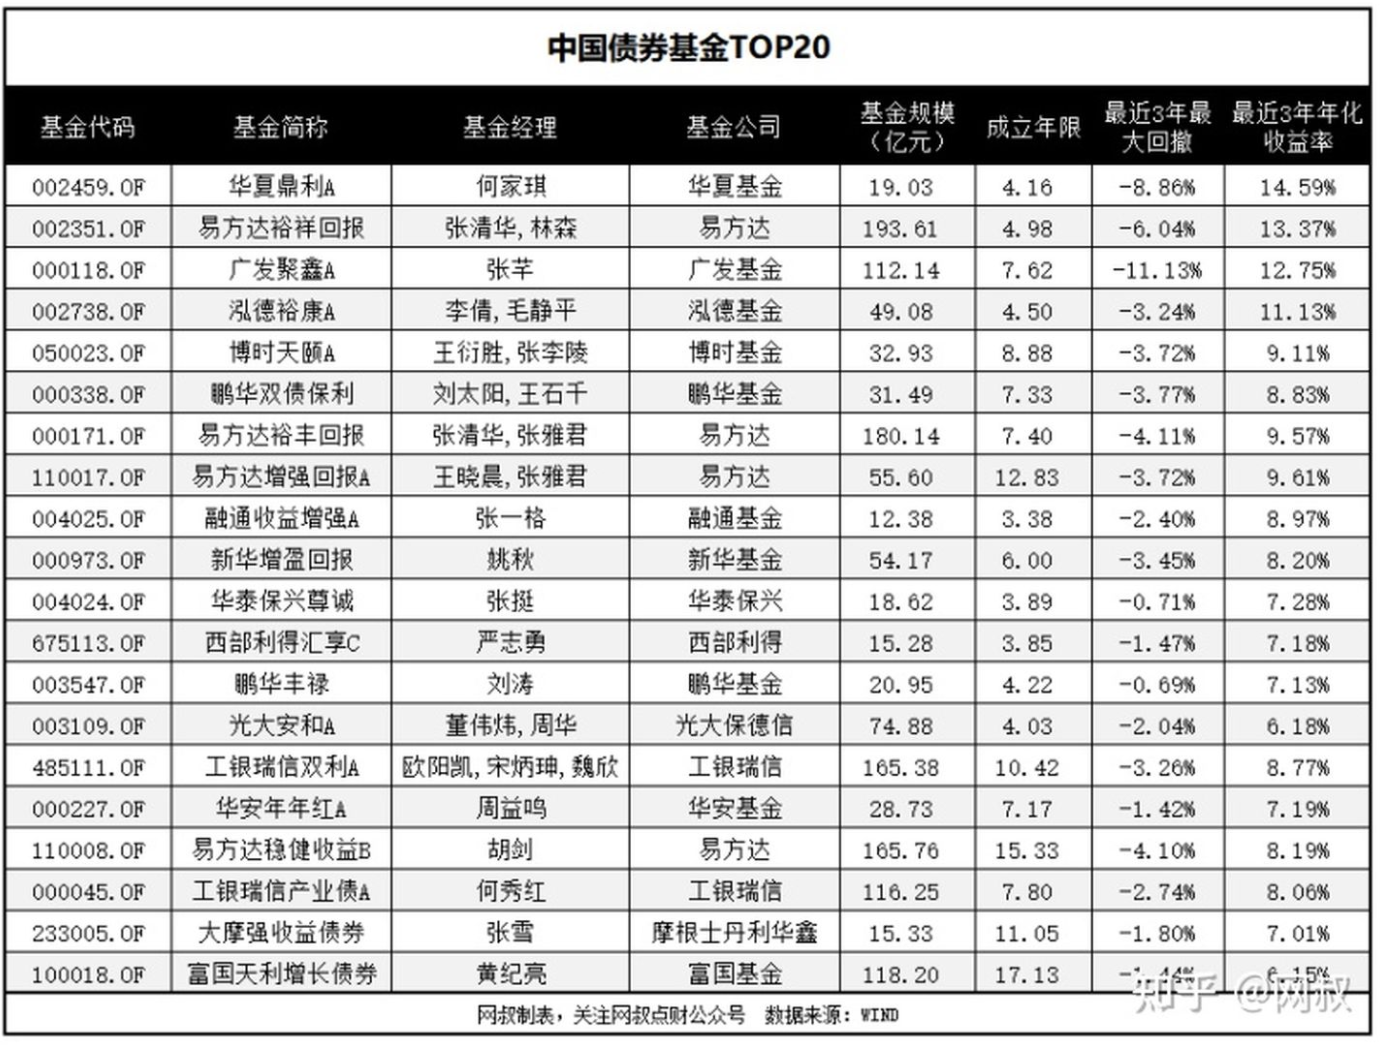 中国债券基金TOP20
基金代码 基金简称 基金经理 基金公司 基金规模（亿元） 成立年限 最近3年最大回撤 最近3年年化收益率
002459.OF 华夏鼎利A 何家琪 华夏基金 19.03 4.16 -8.86% 14.59%
002351.OF 易方达裕祥回报 张清华,林森 易方达 193.61 4.98 -6.04% 13.37%
000118.OF 广发聚鑫A 张芊 广发基金 112.14 7.62 -11.13% 12.75%
002738.OF 泓德裕康A 李倩,毛静平 泓德基金 49.08 4.50 -3.24% 11.13%
050023.OF 博时天颐A 王衍胜,张李陵 博时基金 32.93 8.88 -3.72% 9.11%
000338.OF 鹏华双债保利 刘太阳,王石千 鹏华基金 31.49 7.33 -3.77% 8.83%
000171.OF 易方达裕丰回报 张清华,张雅君 易方达 180.14 7.40 -4.11% 9.57%
110017.OF 易方达增强回报A 王晓晨,张雅君 易方达 55.60 12.83 -3.72% 9.61%
004025.OF 融通收益增强A 张一格 融通基金 12.38 3.38 -2.40% 8.97%
000973.OF 新华增盈回报 姚秋 新华基金 54.17 6.00 -3.45% 8.20%
004024.OF 华泰保兴尊诚 张挺 华泰保兴 18.62 3.89 -0.71% 7.28%
675113.OF 西部利得汇享C 严志勇 西部利得 15.28 3.85 -1.47% 7.18%
003547.OF 鹏华丰禄 刘涛 鹏华基金 20.95 4.22 -0.69% 7.13%
003109.OF 光大安和A 董伟炜,周华 光大保德信 74.88 4.03 -2.04% 6.18%
485111.OF 工银瑞信双利A 欧阳凯,宋炳珅,魏欣 工银瑞信 165.38 10.42 -3.26% 8.77%
000227.OF 华安年年红A 周益鸣 华安基金 28.73 7.17 -1.42% 7.19%
110008.OF 易方达稳健收益B 胡剑 易方达 165.76 15.33 -4.10% 8.19%
000045.OF 工银瑞信产业债A 何秀红 工银瑞信 116.25 7.80 -2.74% 8.06%
233005.OF 大摩强收益债券 张雪 摩根士丹利华鑫 15.33 11.05 -1.80% 7.01%
100018.OF 富国天利增长债券 黄纪亮 富国基金 118.20 17.13 -1.44% 6.15%
网叔制表，关注网叔点财公众号 数据来源：WIND
知乎 @网叔